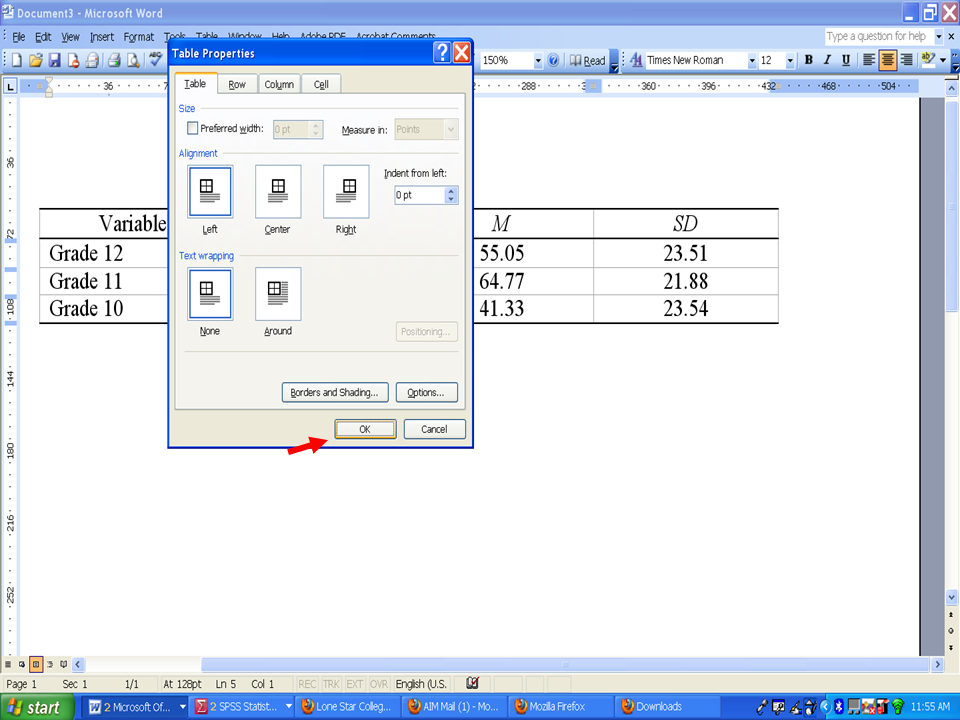 Document3 - Microsoft Word
File Edit View Insert Format Tools Table Window Help Adobe PDF Acrobat Comments
Type a question for help
150%
Read
Times New Roman
12
B I U
L
36
288
360
396
432
468
504
Table Properties
Table Row Column Cell
Size
Preferred width: 0 pt Measure in: Points
Alignment
Indent from left:
0 pt
Left Center Right
Text wrapping
None Around
Positioning...
Borders and Shading... Options...
OK Cancel
Variable M SD
Grade 12 55.05 23.51
Grade 11 64.77 21.88
Grade 10 41.33 23.54
36
72
108
144
180
216
252
Page 1 Sec 1 1/1 At 128pt Ln 5 Col 1 REC TRK EXT OVR English (U.S.
start
2 Microsoft Of...
2 SPSS Statist...
Lone Star Colleg...
AIM Mail (1) - Mo...
Mozilla Firefox
Downloads
11:55 AM